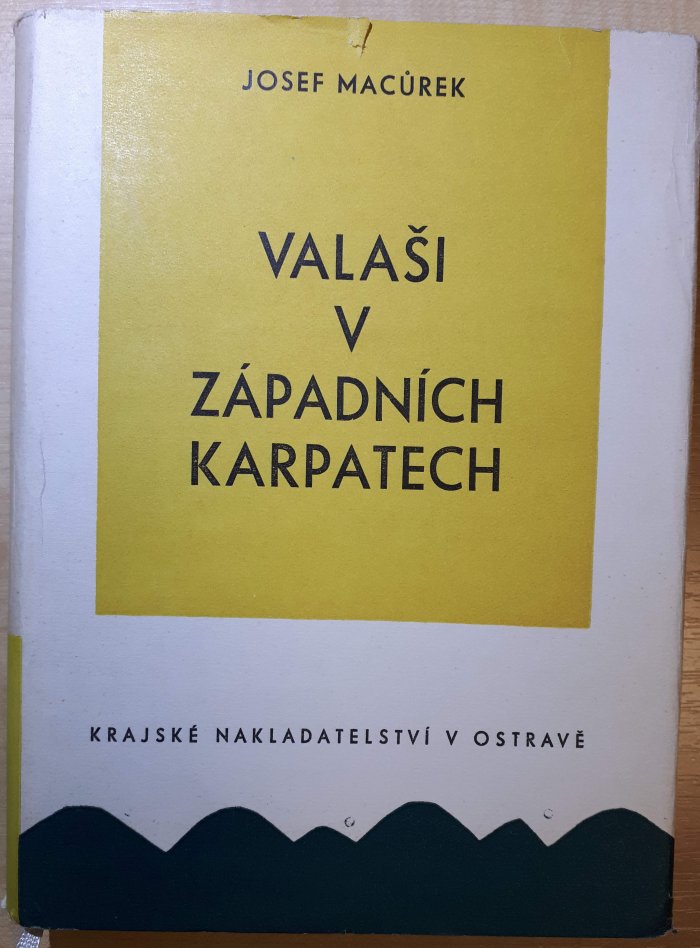 JOSEF MACŮREK
VALAŠI
V
ZÁPADNÍCH
KARPATECH
KRAJSKÉ NAKLADATELSTVÍ V OSTRAVĚ